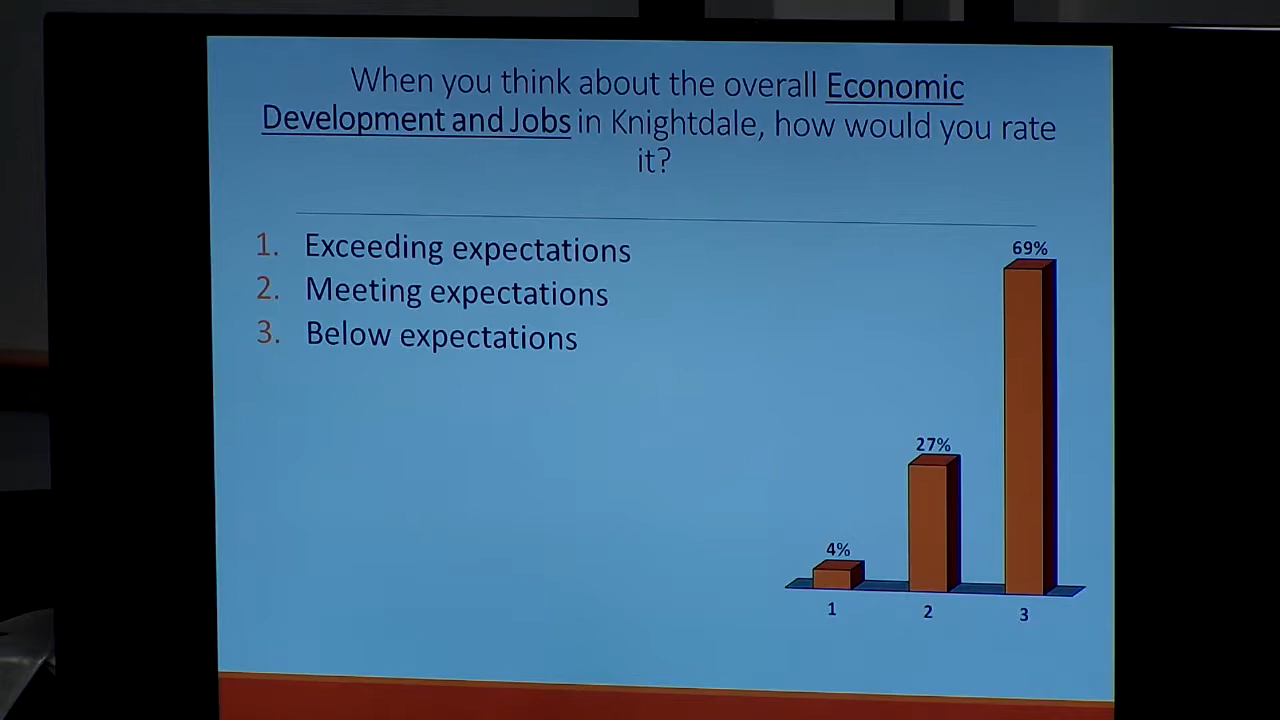 When you think about the overall Economic
Development and Jobs in Knightdale, how would you rate
it?
1. Exceeding expectations
2. Meeting expectations
3. Below expectations
69%
27%
4%
1
2
3